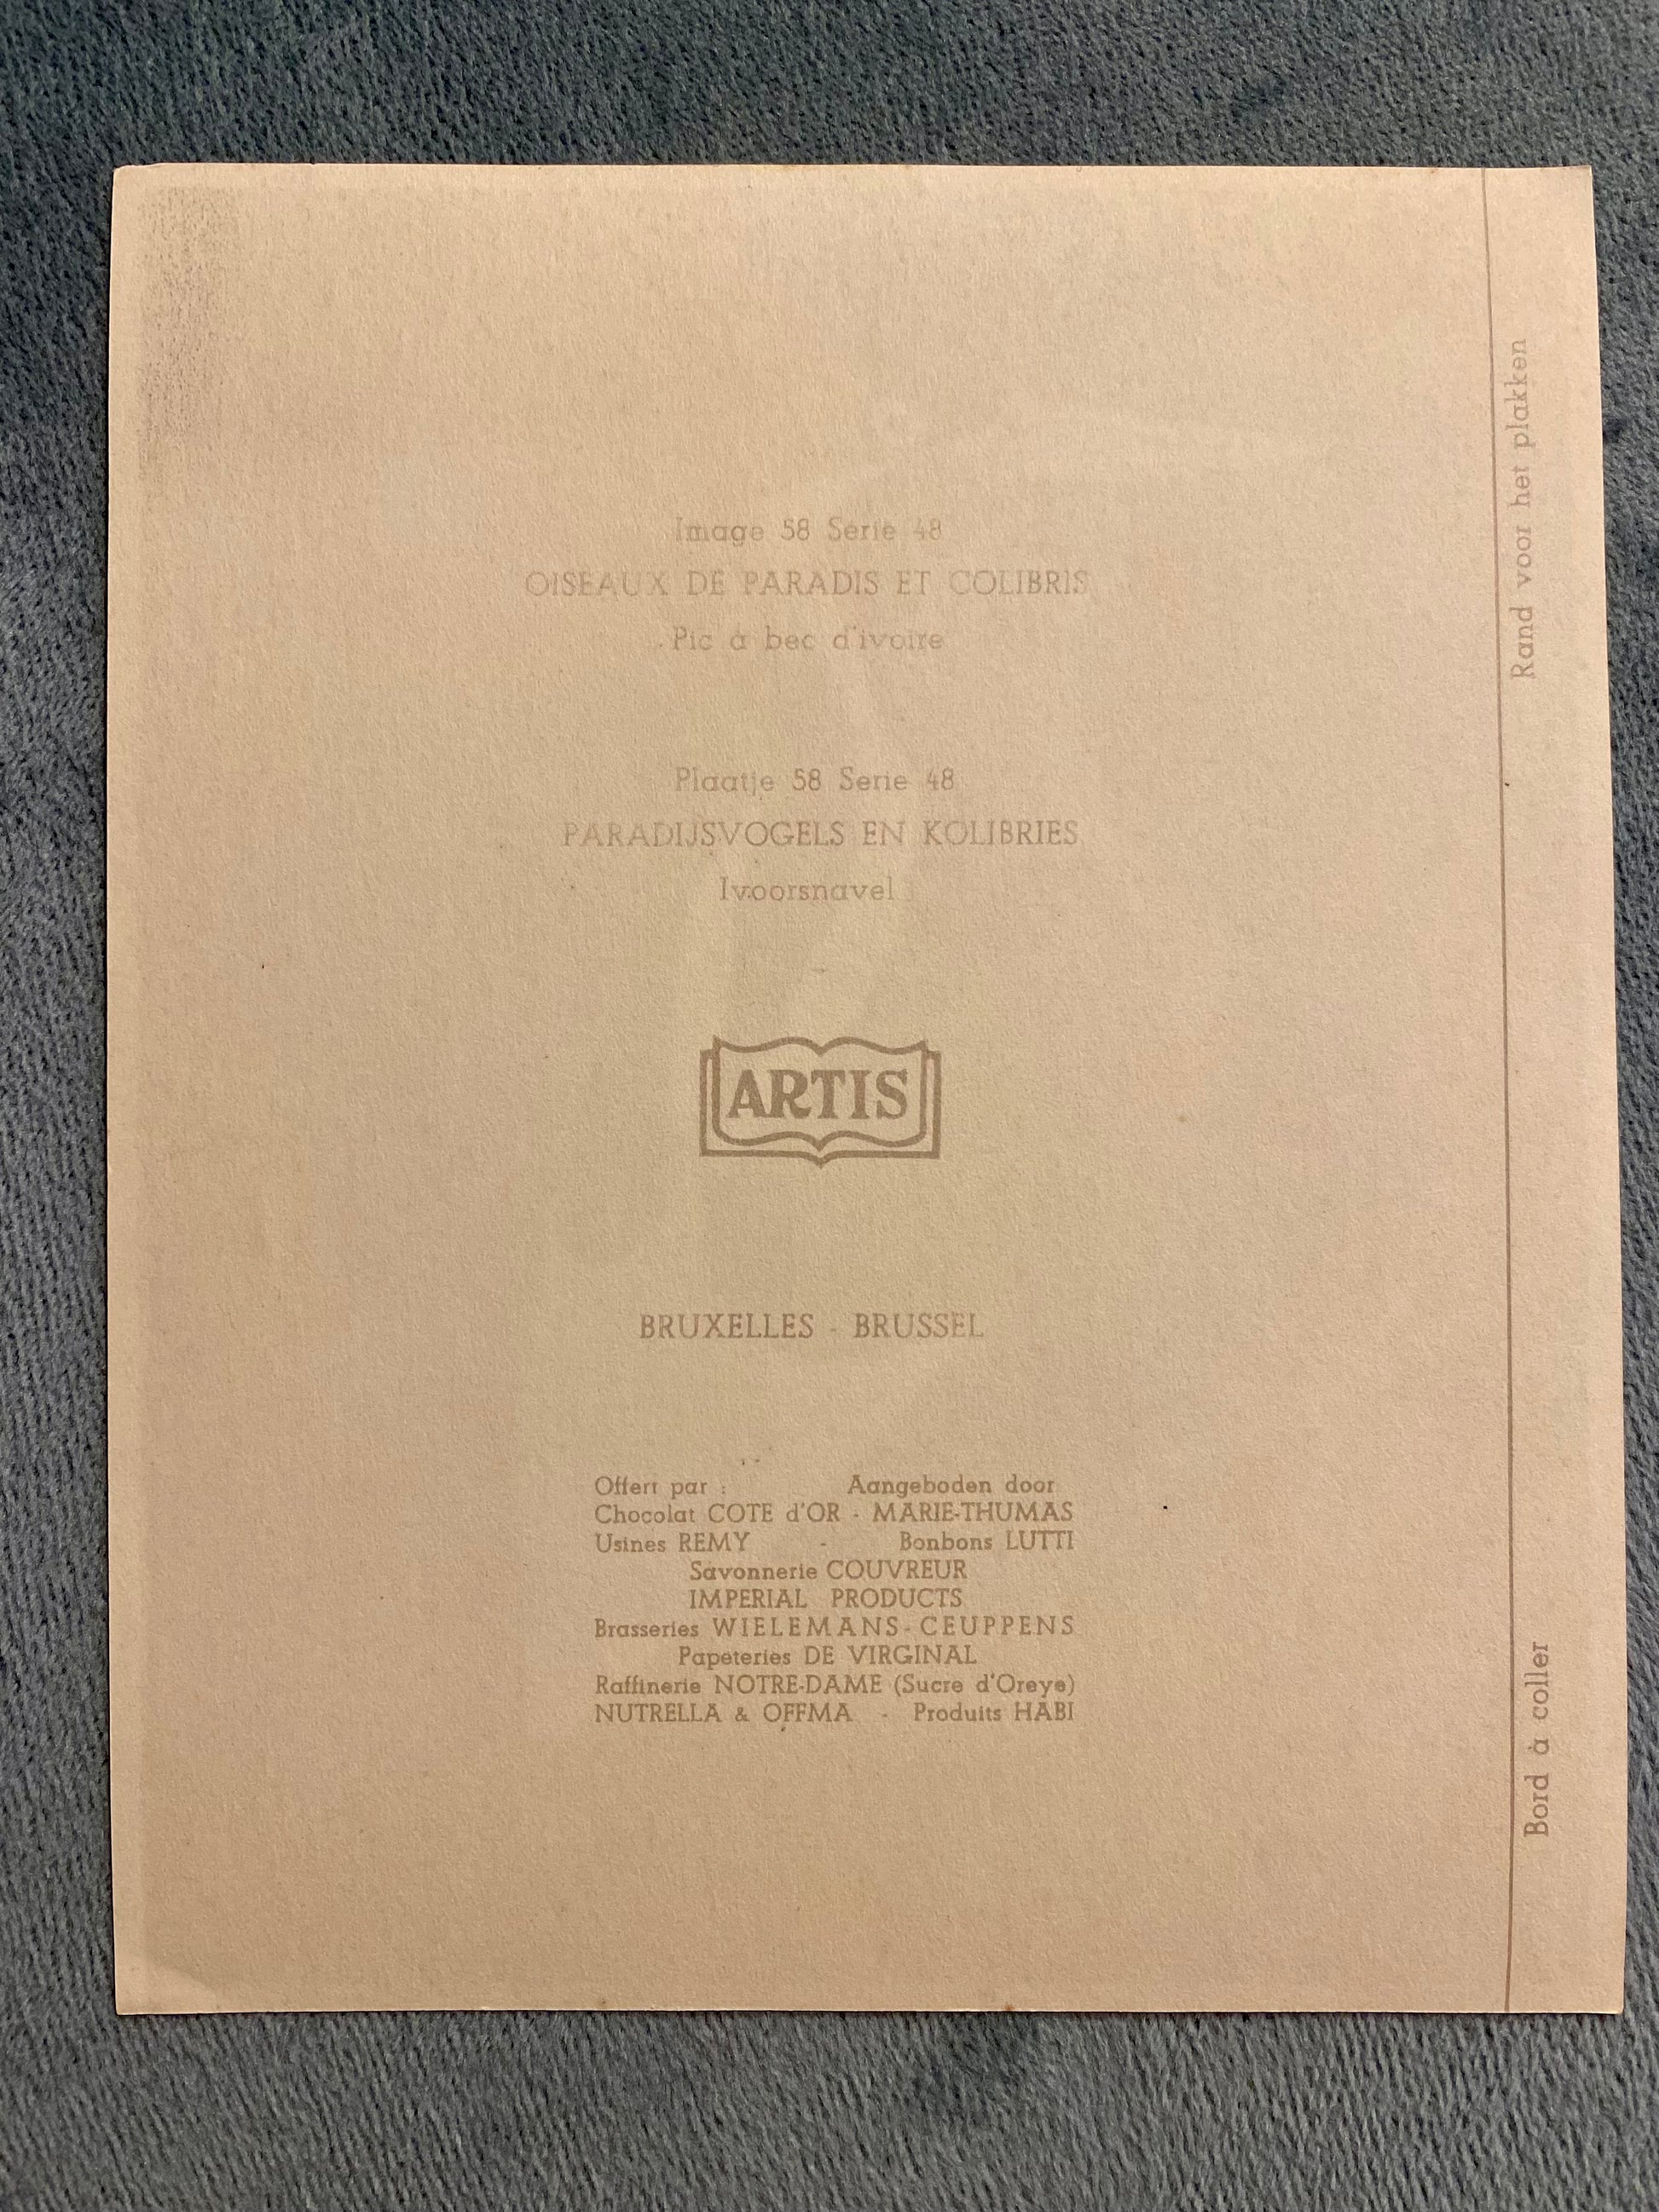 Image 58 Serie 48
OISEAUX DE PARADIS ET COLIBRIS
Pic à bec d'ivoire
Plaatje 58 Serie 48
PARADIJSVOGELS EN KOLIBRIES
Ivoorsnavel
ARTIS
BRUXELLES - BRUSSEL
Offert par : Aangeboden door
Chocolat COTE d'OR - MARIE-THUMAS
Usines REMY - Bonbons LUTTI
Savonnerie COUVREUR
IMPERIAL PRODUCTS
Brasseries WIELEMANS-CEUPPENS
Papeteries DE VIRGINAL
Raffinerie NOTRE-DAME (Sucre d'Oreye)
NUTRELLA & OFFMA - Produits HABI
Rand voor het plakken
Bord à coller